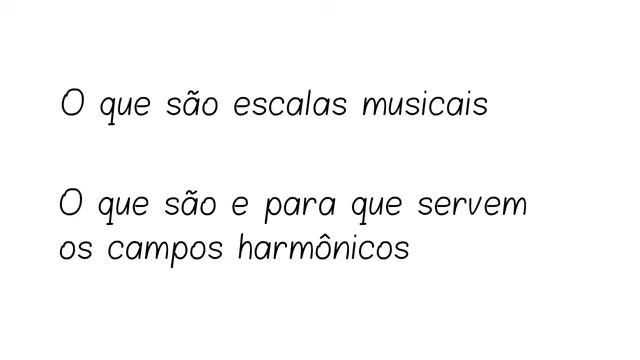 O que são escalas musicais
O que são e para que servem
os campos harmônicos